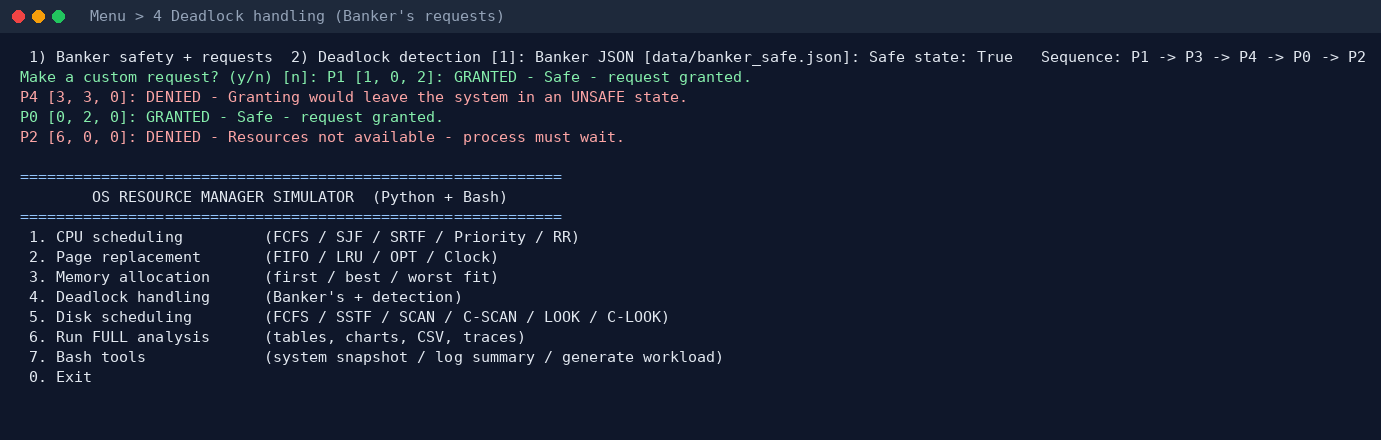 Menu > 4 Deadlock handling (Banker's requests)
1) Banker safety + requests  2) Deadlock detection [1]: Banker JSON [data/banker_safe.json]: Safe state: True   Sequence: P1 -> P3 -> P4 -> P0 -> P2
Make a custom request? (y/n) [n]: P1 [1, 0, 2]: GRANTED - Safe - request granted.
P4 [3, 3, 0]: DENIED - Granting would leave the system in an UNSAFE state.
P0 [0, 2, 0]: GRANTED - Safe - request granted.
P2 [6, 0, 0]: DENIED - Resources not available - process must wait.
============================================================
OS RESOURCE MANAGER SIMULATOR  (Python + Bash)
============================================================
1. CPU scheduling         (FCFS / SJF / SRTF / Priority / RR)
2. Page replacement       (FIFO / LRU / OPT / Clock)
3. Memory allocation      (first / best / worst fit)
4. Deadlock handling      (Banker's + detection)
5. Disk scheduling        (FCFS / SSTF / SCAN / C-SCAN / LOOK / C-LOOK)
6. Run FULL analysis      (tables, charts, CSV, traces)
7. Bash tools             (system snapshot / log summary / generate workload)
0. Exit